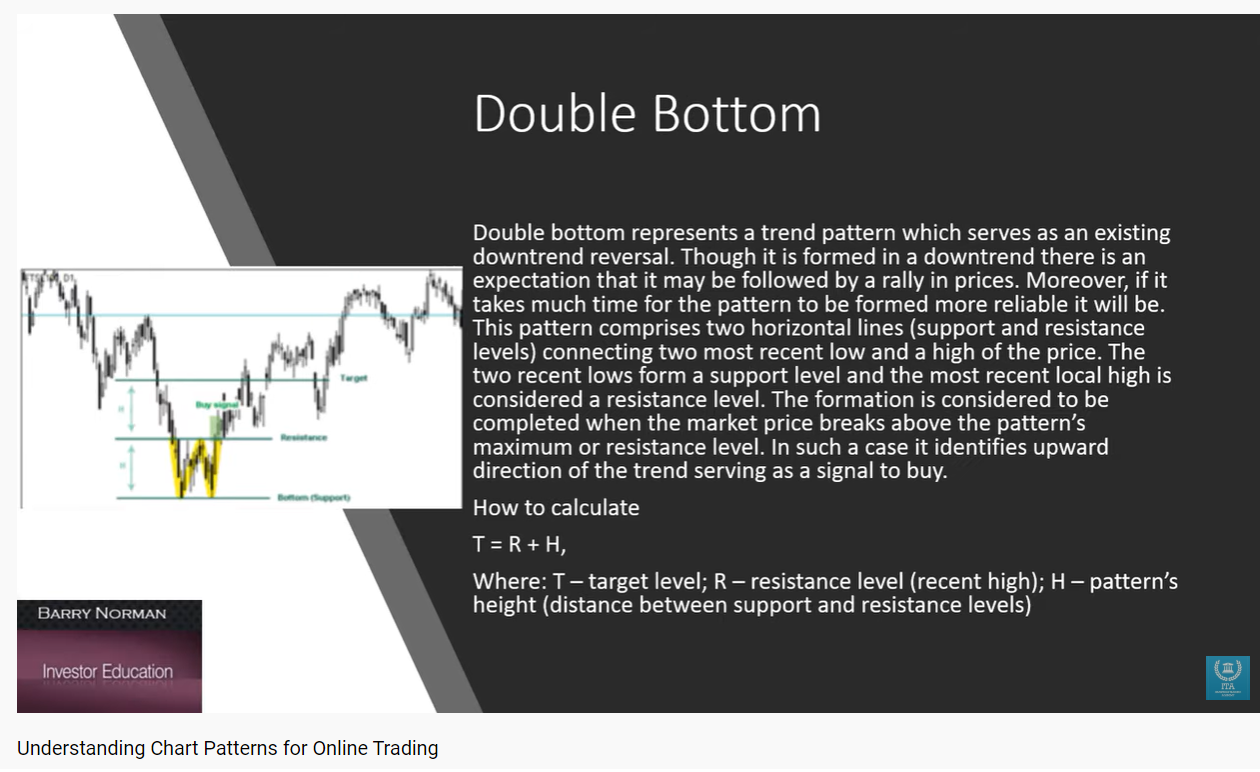 Double Bottom
Double bottom represents a trend pattern which serves as an existing
downtrend reversal. Though it is formed in a downtrend there is an
expectation that it may be followed by a rally in prices. Moreover, if it
takes much time for the pattern to be formed more reliable it will be.
This pattern comprises two horizontal lines (support and resistance
levels) connecting two most recent low and a high of the price. The
two recent lows form a support level and the most recent local high is
considered a resistance level. The formation is considered to be
completed when the market price breaks above the pattern's
maximum or resistance level. In such a case it identifies upward
direction of the trend serving as a signal to buy.
How to calculate
T = R + H,
Where: T – target level; R – resistance level (recent high); H – pattern's
height (distance between support and resistance levels)
Target
H
Buy signal
Resistance
H
Bottom (Support)
BARRY NORMAN
Investor Education
ITA
Understanding Chart Patterns for Online Trading